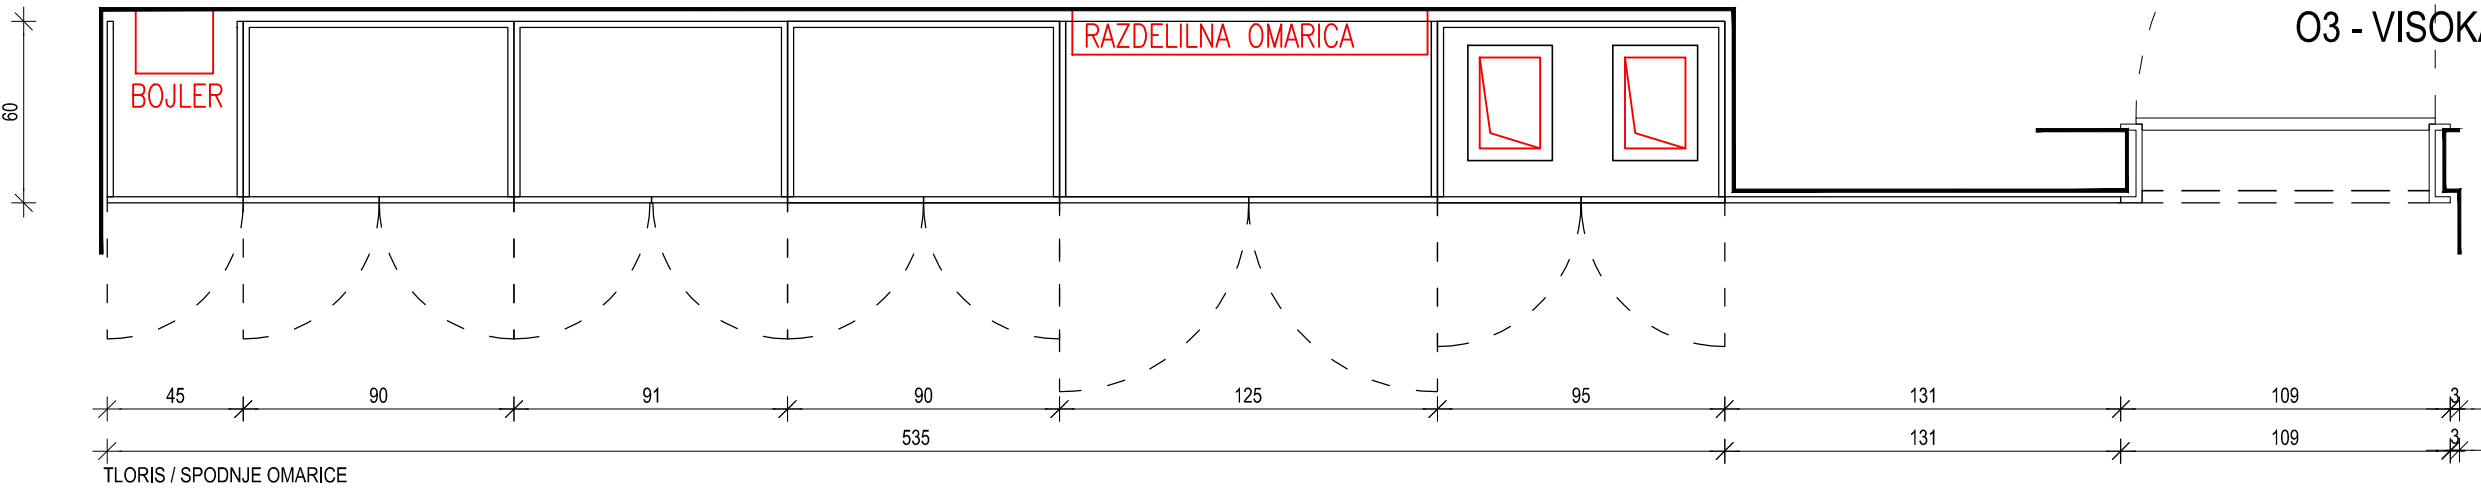 O3 - VISOKA
RAZDELILNA OMARICA
BOJLER
60
45 90 91 90 125 95 131 109 3
535 131 109 3
TLORIS / SPODNJE OMARICE